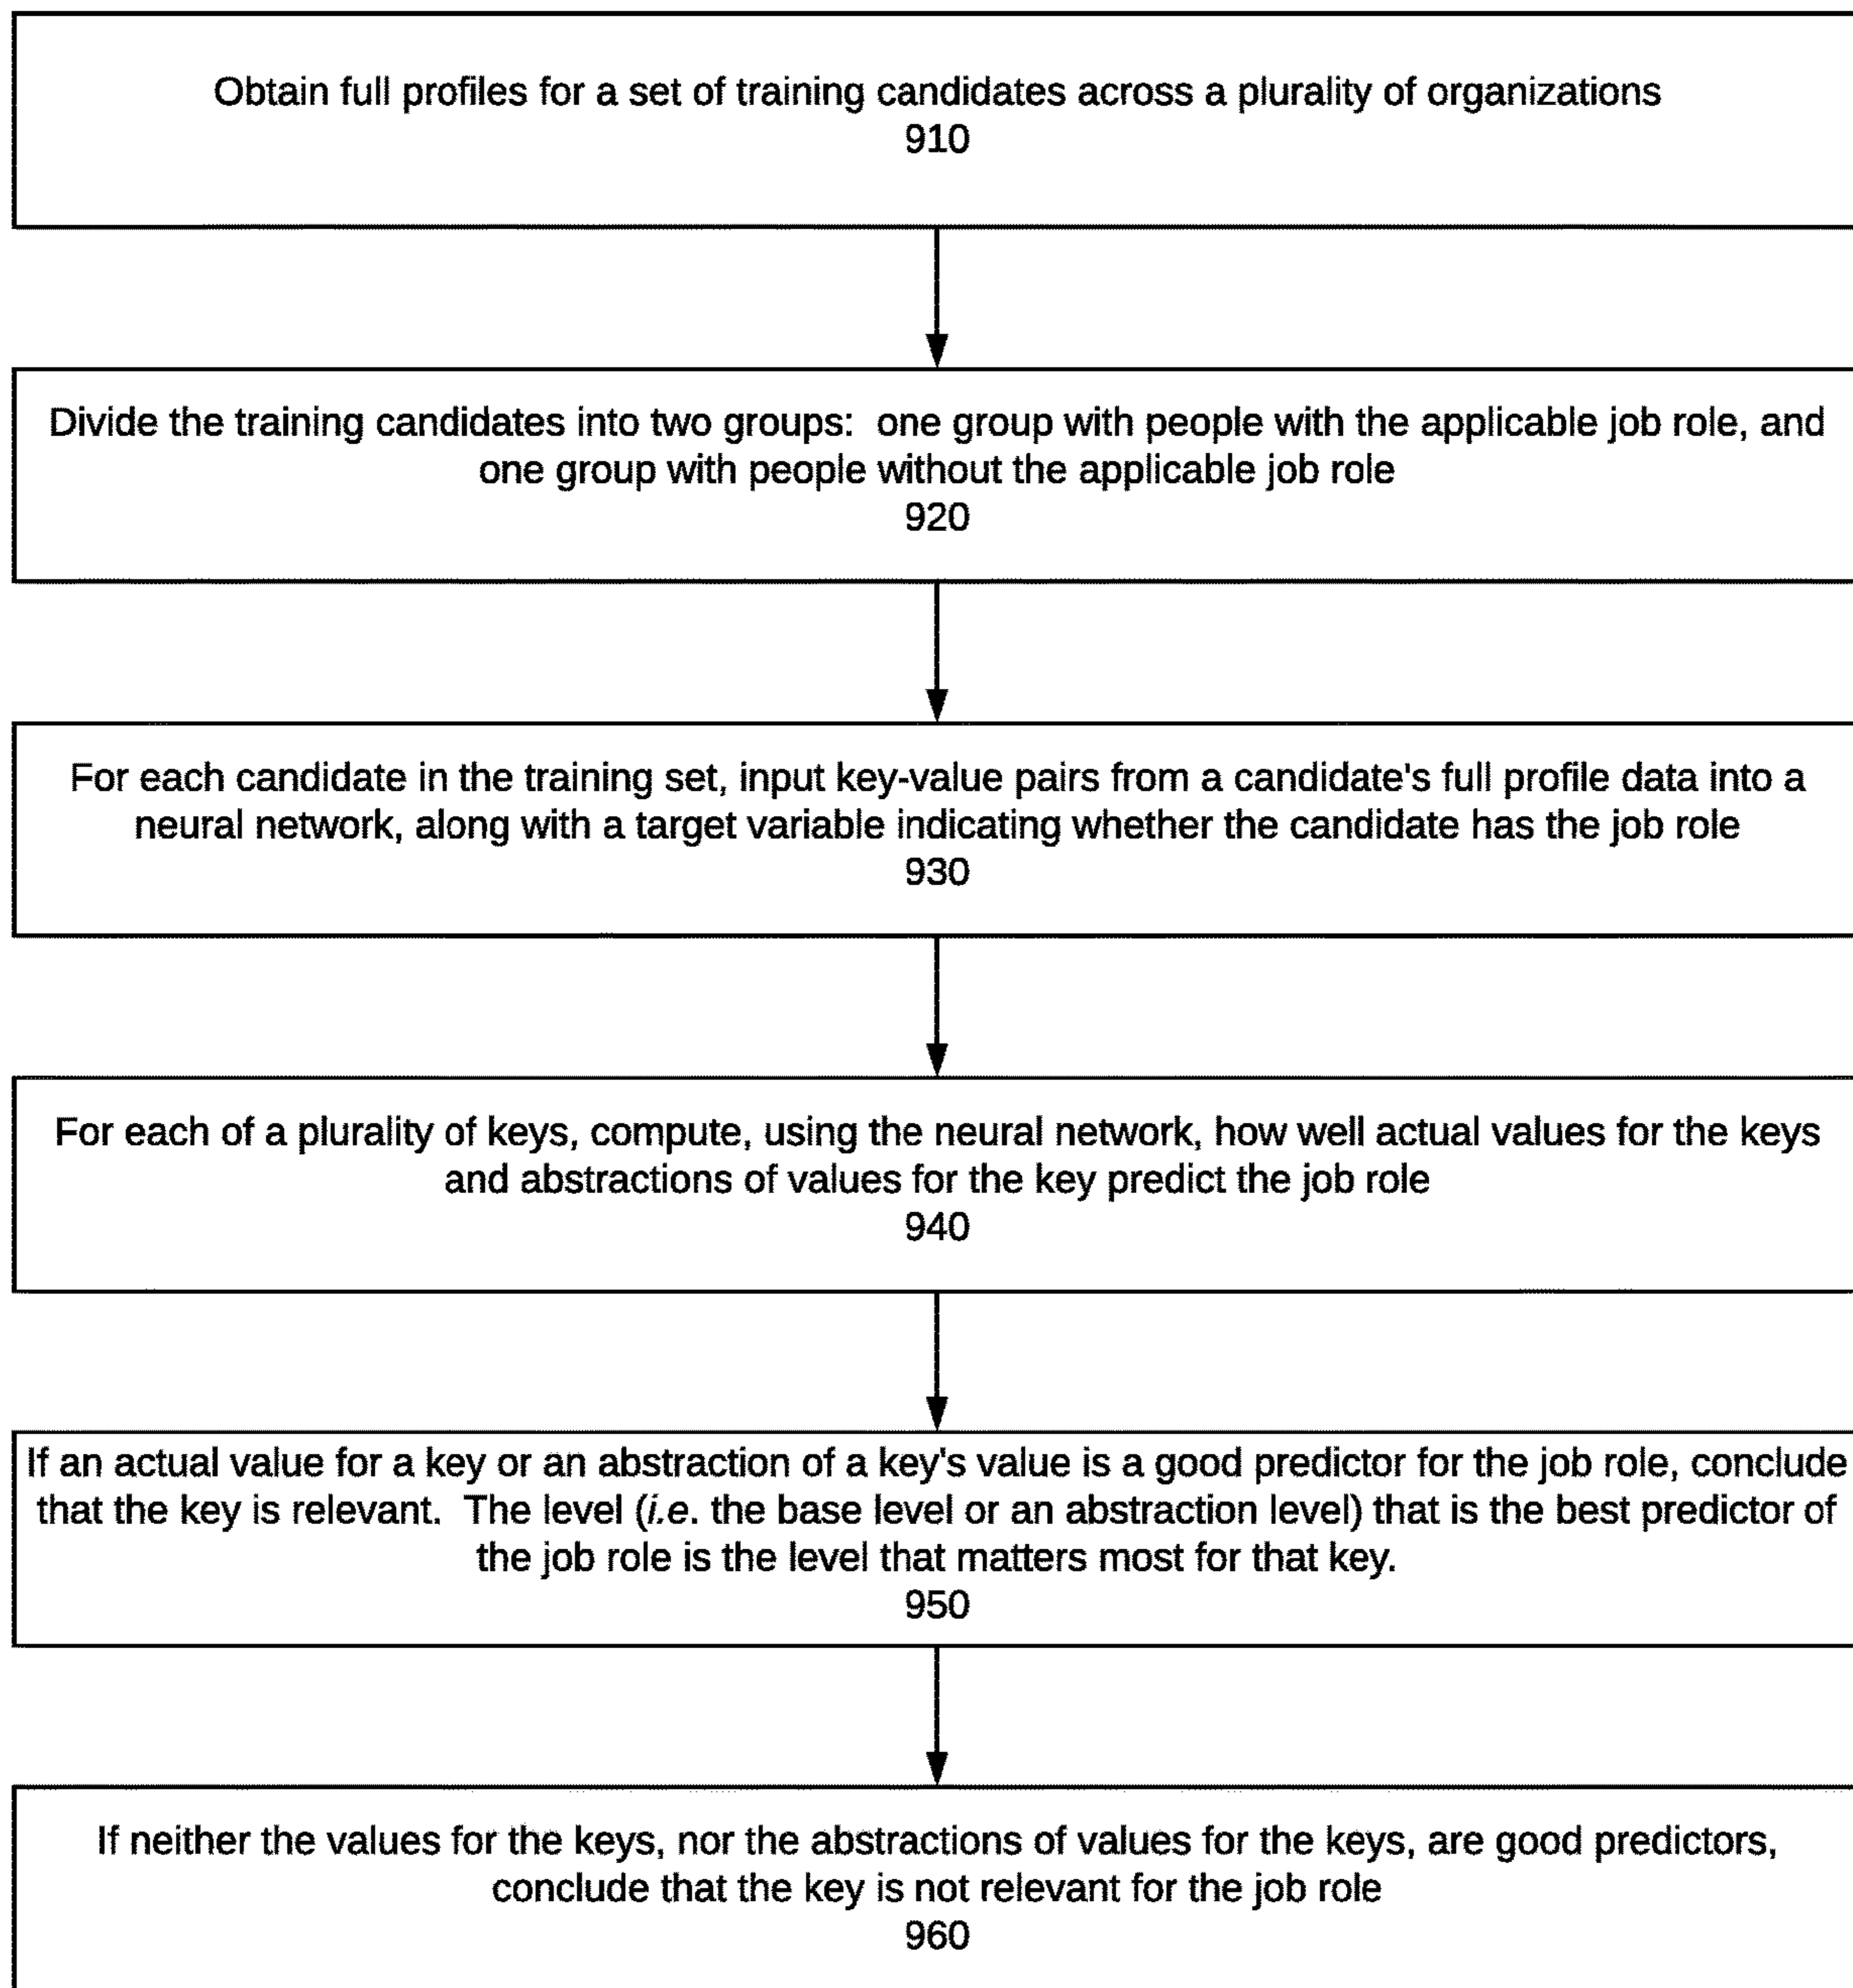 Obtain full profiles for a set of training candidates across a plurality of organizations
910
Divide the training candidates into two groups:  one group with people with the applicable job role, and
one group with people without the applicable job role
920
For each candidate in the training set, input key-value pairs from a candidate's full profile data into a
neural network, along with a target variable indicating whether the candidate has the job role
930
For each of a plurality of keys, compute, using the neural network, how well actual values for the keys
and abstractions of values for the key predict the job role
940
If an actual value for a key or an abstraction of a key's value is a good predictor for the job role, conclude
that the key is relevant.  The level (i.e. the base level or an abstraction level) that is the best predictor of
the job role is the level that matters most for that key.
950
If neither the values for the keys, nor the abstractions of values for the keys, are good predictors,
conclude that the key is not relevant for the job role
960